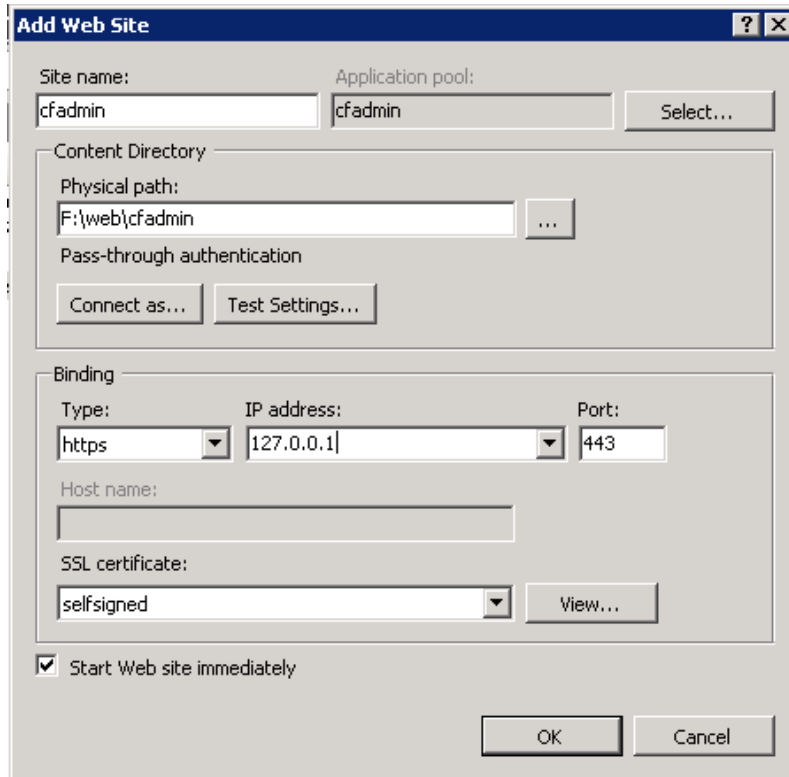 Add Web Site
Site name: Application pool:
cfadmin cfadmin Select...
Content Directory
Physical path:
F:\web\cfadmin ...
Pass-through authentication
Connect as... Test Settings...
Binding
Type: IP address: Port:
https 127.0.0.1 443
Host name:
SSL certificate:
selfsigned View...
Start Web site immediately
OK Cancel